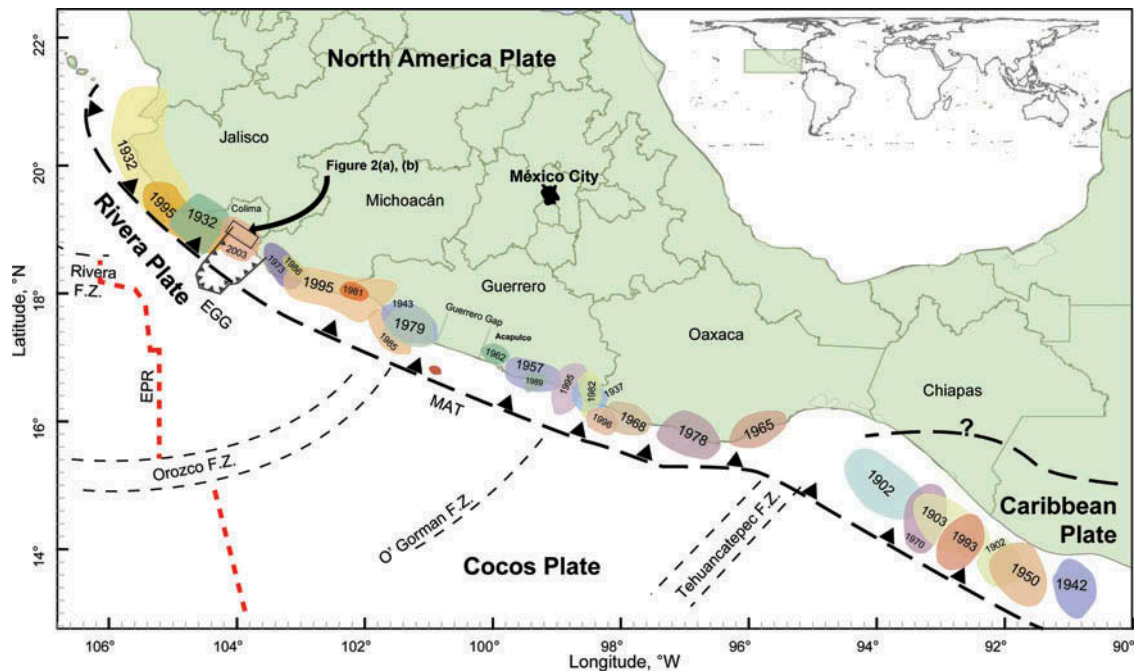 22°
20°
18°
16°
14°
Latitude, °N
106°
104°
102°
100°
98°
96°
94°
92°
90°
Longitude, °W
North America Plate
Jalisco
Figure 2(a), (b)
México City
Michoacán
Colima
1932
1995
1932
2003
Rivera Plate
Rivera
F.Z.
EGG
EPR
1973
1986
1995
1981
1943
1979
1985
Guerrero
Guerrero Gap
Acapulco
1962
1957
1989
1995
1982
1937
1996
1968
1978
1965
Oaxaca
Chiapas
MAT
Orozco F.Z.
O' Gorman F.Z.
Cocos Plate
Tehuancatepec F.Z.
?
1902
1903
1970
1993
1902
1950
1942
Caribbean
Plate